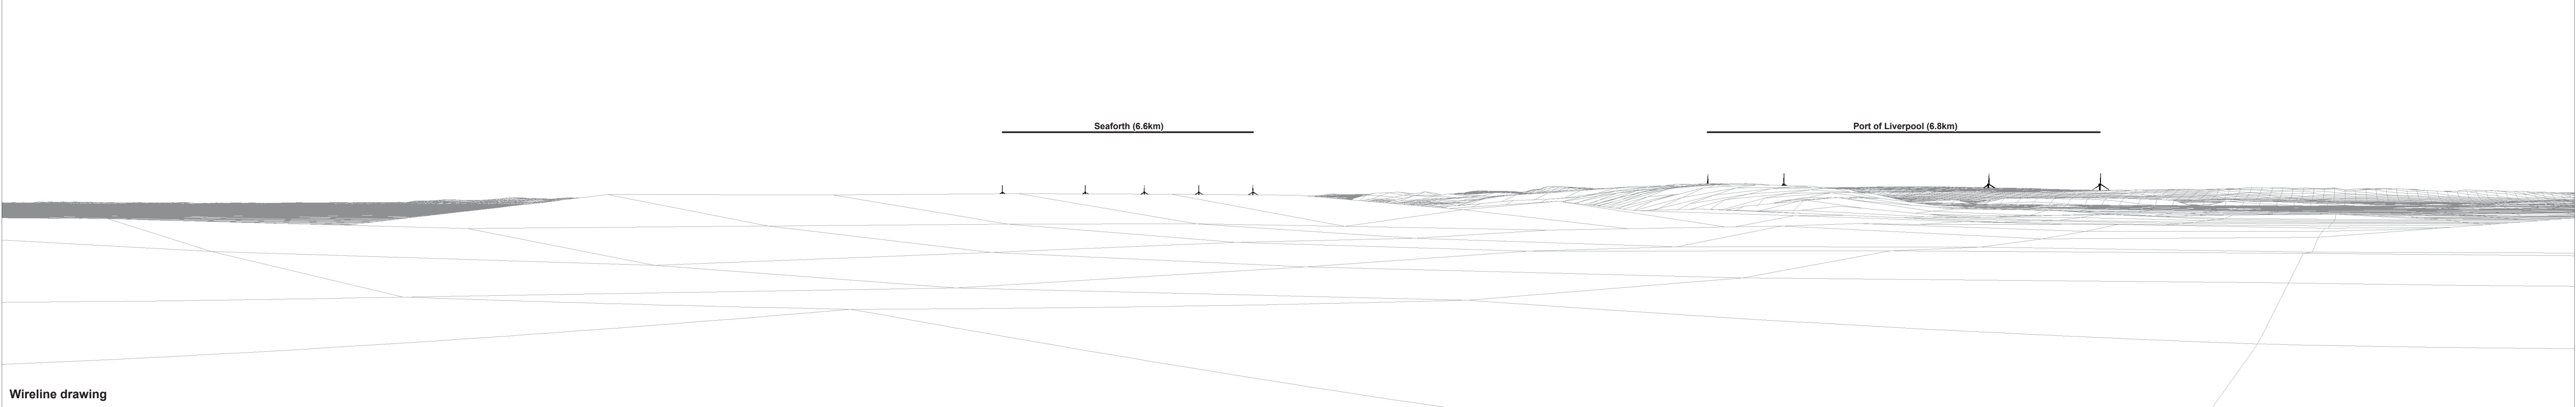 Seaforth (6.6km)
Port of Liverpool (6.8km)
Wireline drawing